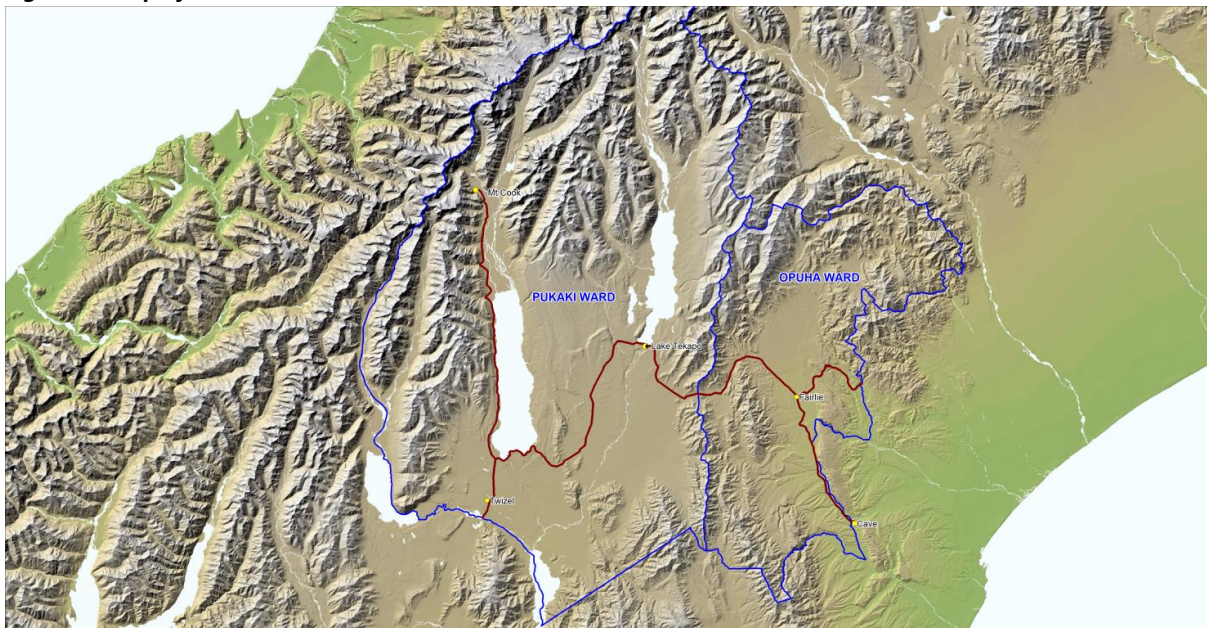 Mt Cook
PUKAKI WARD
OPUHA WARD
Lake Tekapo
Fairlie
Twizel
Cave